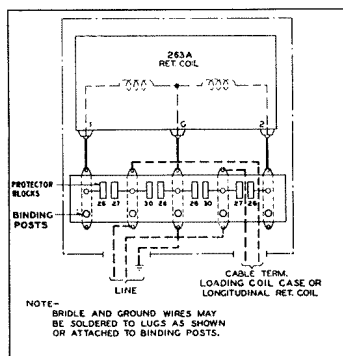 263A
RET. COIL
1 G 2
PROTECTOR
BLOCKS
26 27 30 26 26 30 27 26
BINDING
POSTS
LINE
CABLE TERM.
LOADING COIL CASE OR
LONGITUDINAL RET. COIL
NOTE-
BRIDLE AND GROUND WIRES MAY
BE SOLDERED TO LUGS AS SHOWN
OR ATTACHED TO BINDING POSTS.